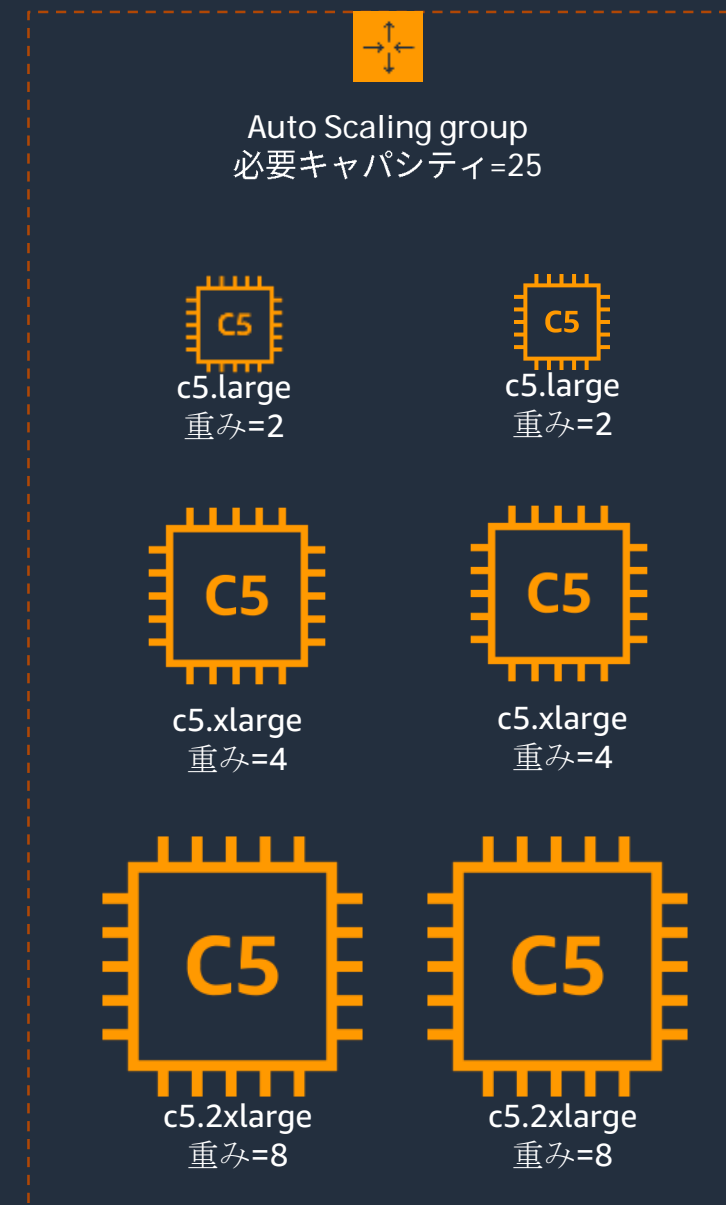 Auto Scaling group
必要キャパシティ=25
C5
C5
c5.large
c5.large
重み=2
重み=2
C5
C5
c5.xlarge
c5.xlarge
重み=4
重み=4
C5
C5
c5.2xlarge
c5.2xlarge
重み=8
重み=8